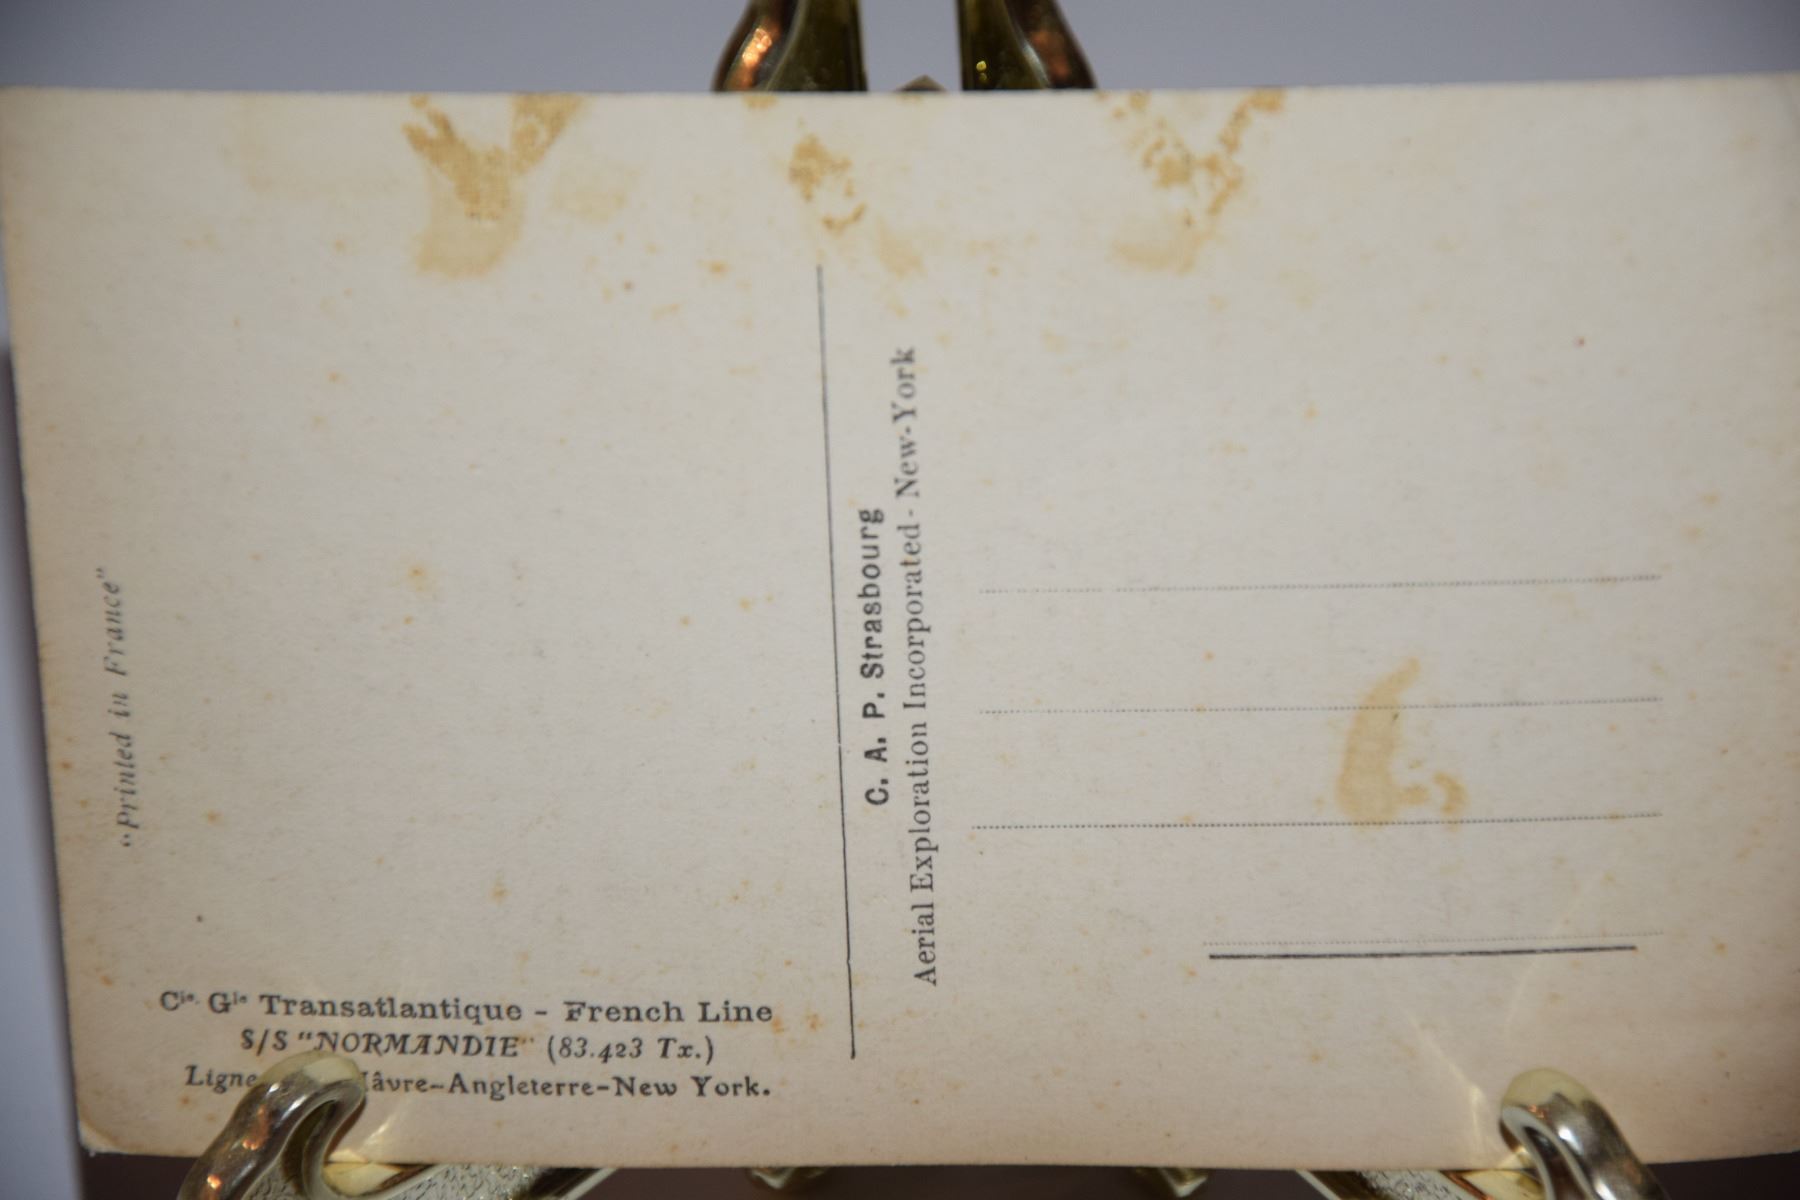 "Printed in France"
Cie. Gle Transatlantique - French Line
S/S "NORMANDIE" (83.423 Tx.)
Ligne Hâvre-Angleterre-New York.
C. A. P. Strasbourg
Aerial Exploration Incorporated - New-York